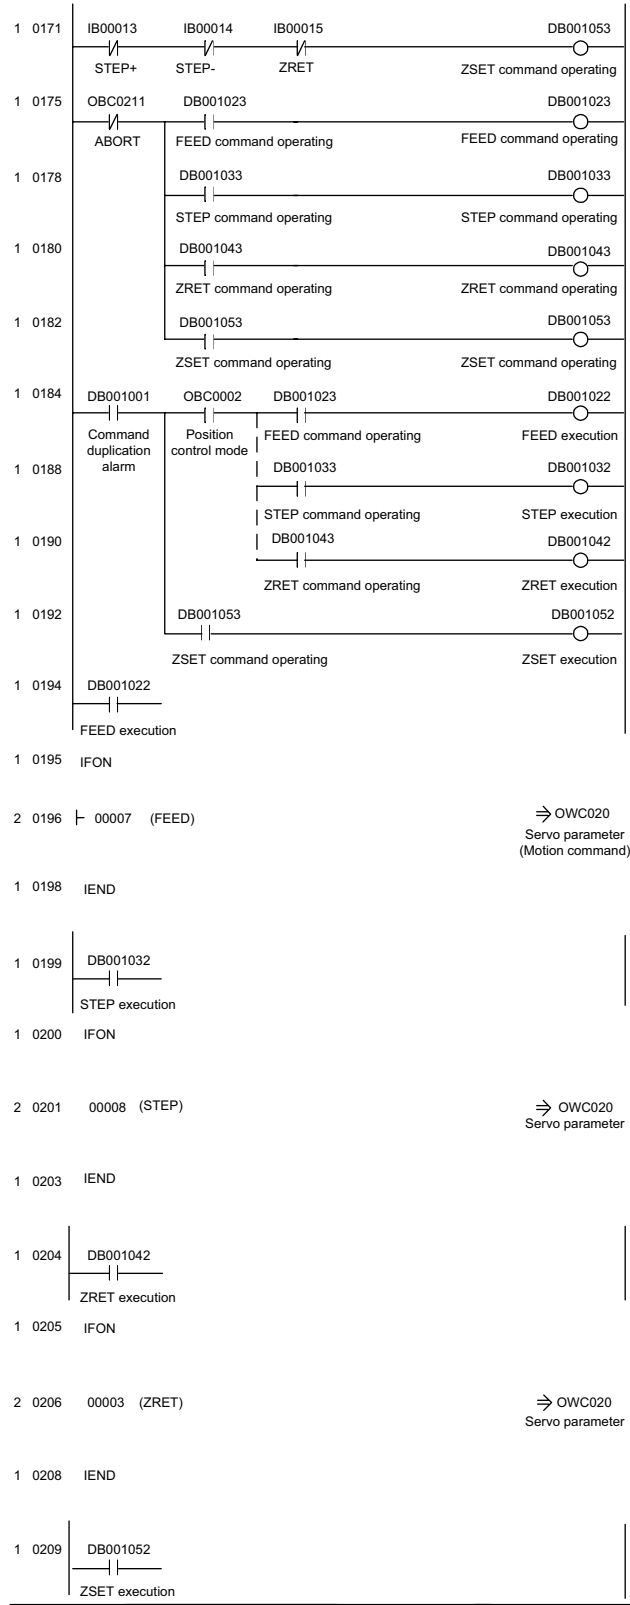 1 0171 IB00013 IB00014 IB00015 DB001053
STEP+ STEP- ZRET ZSET command operating
1 0175 OBC0211 DB001023 DB001023
ABORT FEED command operating FEED command operating
1 0178 DB001033 DB001033
STEP command operating STEP command operating
1 0180 DB001043 DB001043
ZRET command operating ZRET command operating
1 0182 DB001053 DB001053
ZSET command operating ZSET command operating
1 0184 DB001001 OBC0002 DB001023 DB001022
Command Position FEED command operating FEED execution
duplication control mode
alarm
1 0188 DB001033 DB001032
STEP command operating STEP execution
1 0190 DB001043 DB001042
ZRET command operating ZRET execution
1 0192 DB001053 DB001052
ZSET command operating ZSET execution
1 0194 DB001022
FEED execution
1 0195 IFON
2 0196 ├ 00007 (FEED) ⇒ OWC020
Servo parameter
(Motion command)
1 0198 IEND
1 0199 DB001032
STEP execution
1 0200 IFON
2 0201 00008 (STEP) ⇒ OWC020
Servo parameter
1 0203 IEND
1 0204 DB001042
ZRET execution
1 0205 IFON
2 0206 00003 (ZRET) ⇒ OWC020
Servo parameter
1 0208 IEND
1 0209 DB001052
ZSET execution